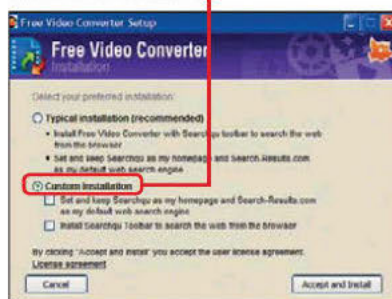 Free Video Converter Setup
Free Video Converter
Installation
Select your preferred installation:
Typical installation (recommended)
• Install Free Video Converter with Searchqu toolbar to search the web
from the browser
• Set and keep Searchqu as my homepage and Search-Results.com
as my default web search engine
Custom Installation
Set and keep Searchqu as my homepage and Search-Results.com
as my default web search engine
Install Searchqu Toolbar to search the web from the browser
By clicking "Accept and Install" you accept the user license agreement.
License agreement
Cancel
Accept and Install